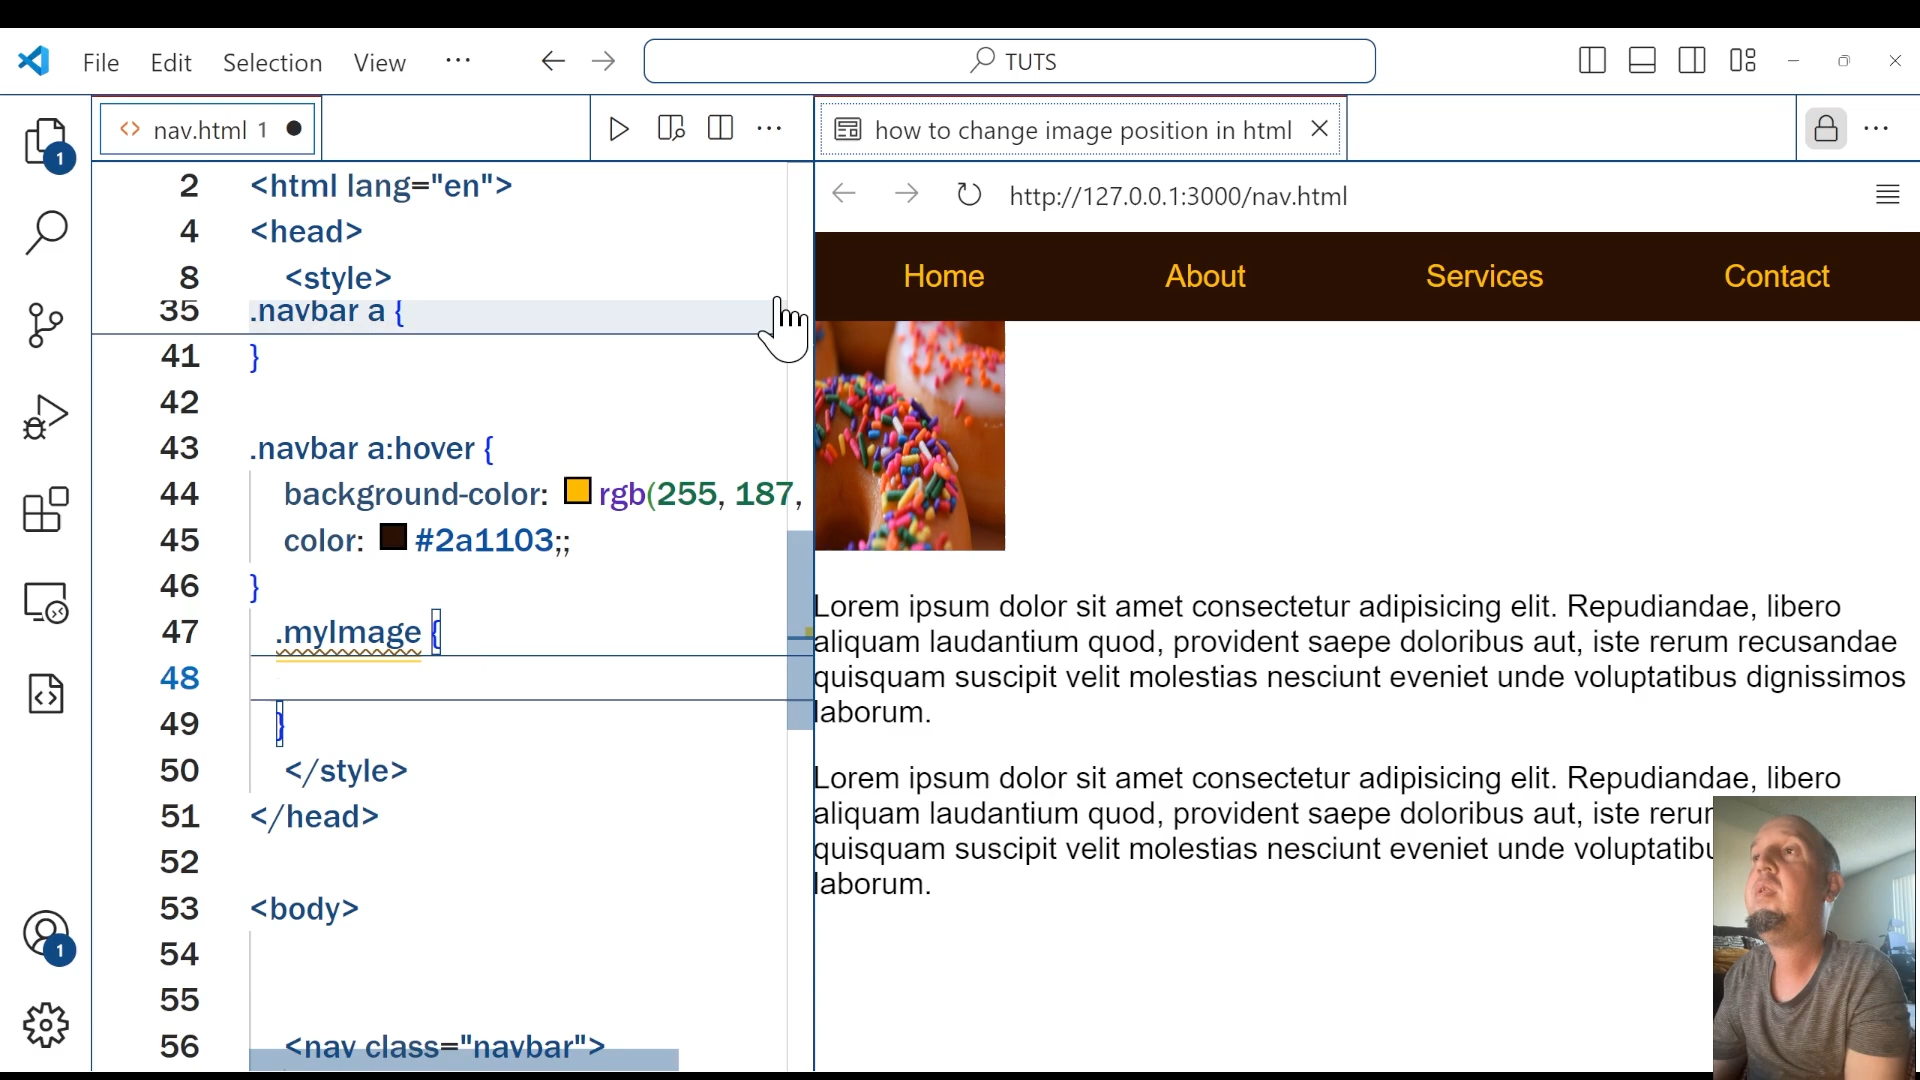 File Edit Selection View ··· TUTS
nav.html 1
how to change image position in html
http://127.0.0.1:3000/nav.html
1
1
2 <html lang="en">
4 <head>
8 <style>
35 .navbar a {
41 }
42
43 .navbar a:hover {
44 background-color: rgb(255, 187,
45 color: #2a1103;;
46 }
47 .myImage {
48
49 }
50 </style>
51 </head>
52
53 <body>
54
55
56 <nav class="navbar">
Home About Services Contact
Lorem ipsum dolor sit amet consectetur adipisicing elit. Repudiandae, libero
aliquam laudantium quod, provident saepe doloribus aut, iste rerum recusandae
quisquam suscipit velit molestias nesciunt eveniet unde voluptatibus dignissimos
laborum.
Lorem ipsum dolor sit amet consectetur adipisicing elit. Repudiandae, libero
aliquam laudantium quod, provident saepe doloribus aut, iste
quisquam suscipit velit molestias nesciunt eveniet unde
laborum.